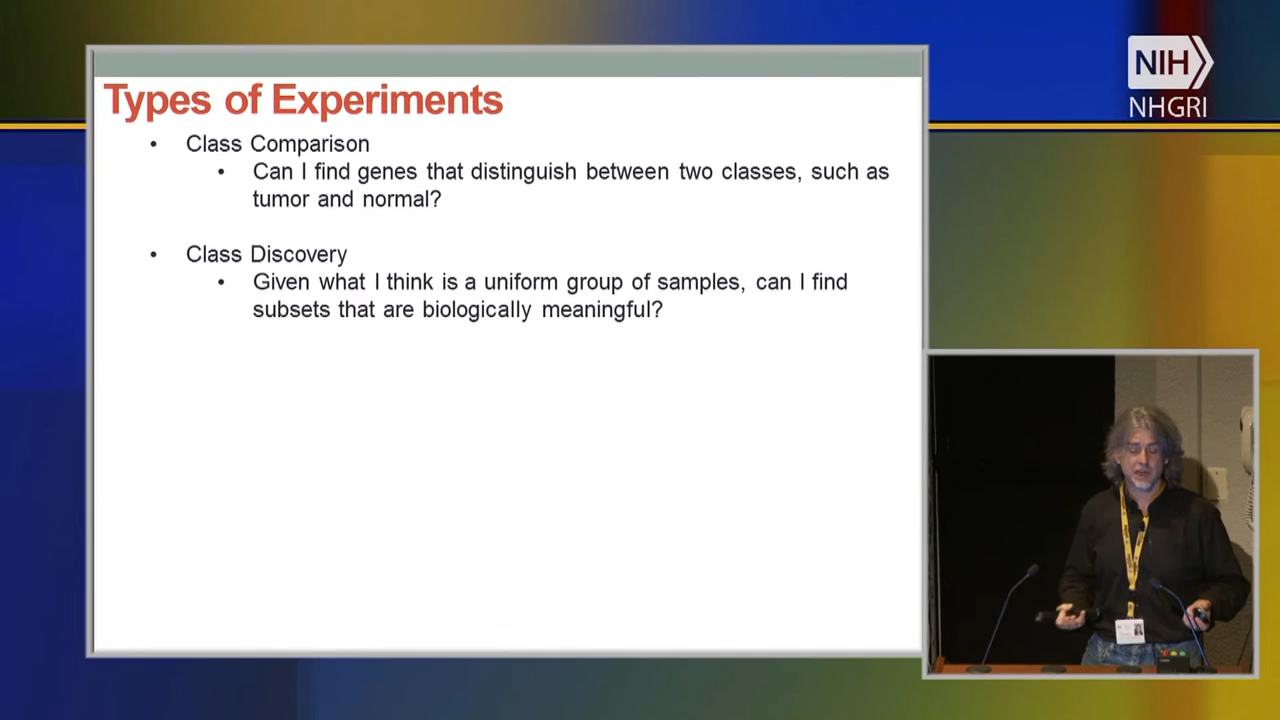 Types of Experiments
• Class Comparison
• Can I find genes that distinguish between two classes, such as
tumor and normal?
• Class Discovery
• Given what I think is a uniform group of samples, can I find
subsets that are biologically meaningful?
NIH
NHGRI